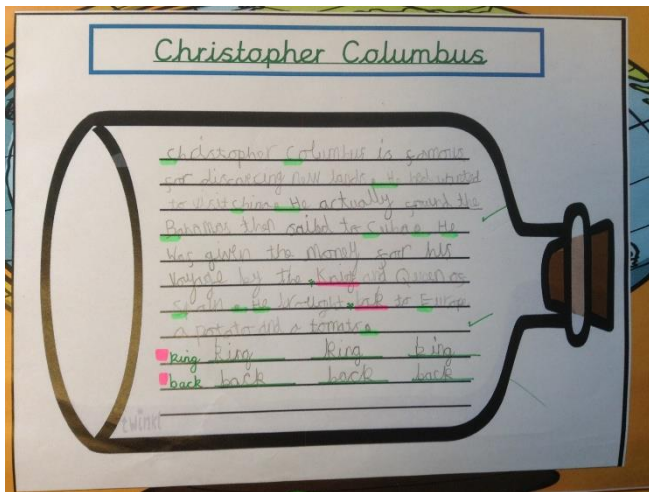 Christopher Columbus
Christopher Columbus is famous
for discovering new lands. He had wanted
to visit china. He actually found the
Bahamas then sailed to Cuba. He
was given the money for his
Voyage by the and Queen of
Spain. He brought to Europe
a potato and a tomato.
king king king king
back back back back
twinkl